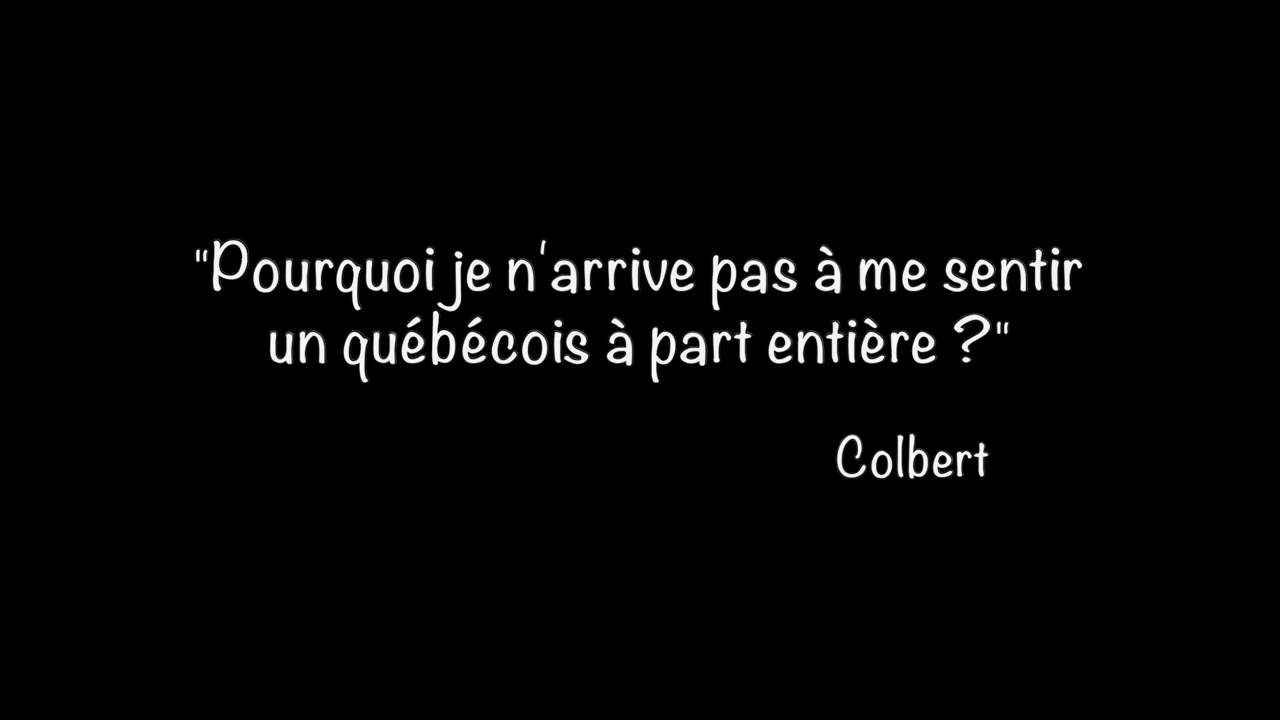 "Pourquoi je n'arrive pas à me sentir
un québécois à part entière ?"
Colbert